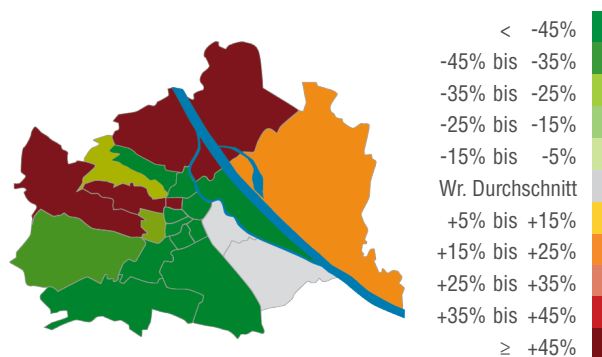 < -45%
-45% bis -35%
-35% bis -25%
-25% bis -15%
-15% bis -5%
Wr. Durchschnitt
+5% bis +15%
+15% bis +25%
+25% bis +35%
+35% bis +45%
≥ +45%